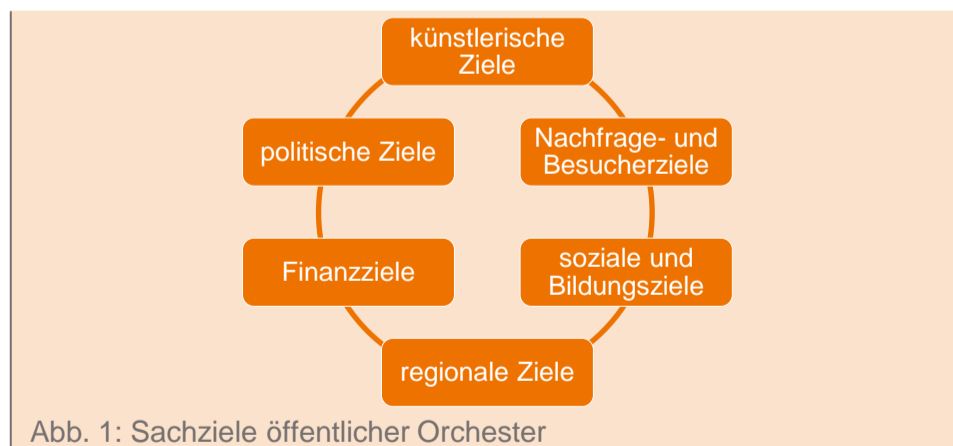 künstlerische
Ziele
Nachfrage- und
Besucherziele
soziale und
Bildungsziele
regionale Ziele
Finanzziele
politische Ziele
Abb. 1: Sachziele öffentlicher Orchester